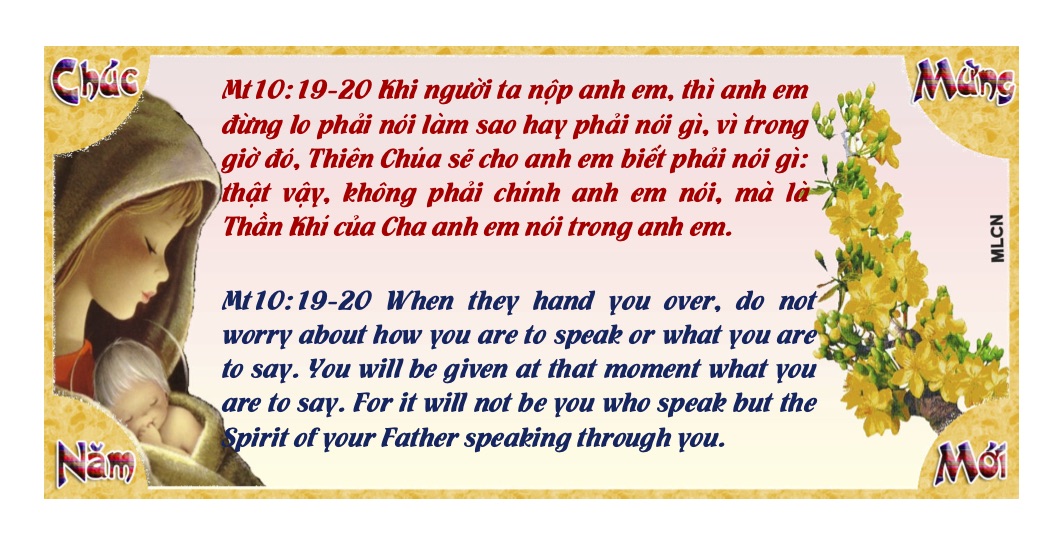 Chúc
Mừng
Mt10:19-20 Khi người ta nộp anh em, thì anh em
đừng lo phải nói làm sao hay phải nói gì, vì trong
giờ đó, Thiên Chúa sẽ cho anh em biết phải nói gì:
thật vậy, không phải chính anh em nói, mà là
Thần Khí của Cha anh em nói trong anh em.
MLCN
Mt10:19-20 When they hand you over, do not
worry about how you are to speak or what you are
to say. You will be given at that moment what you
are to say. For it will not be you who speak but the
Spirit of your Father speaking through you.
Năm
Mới